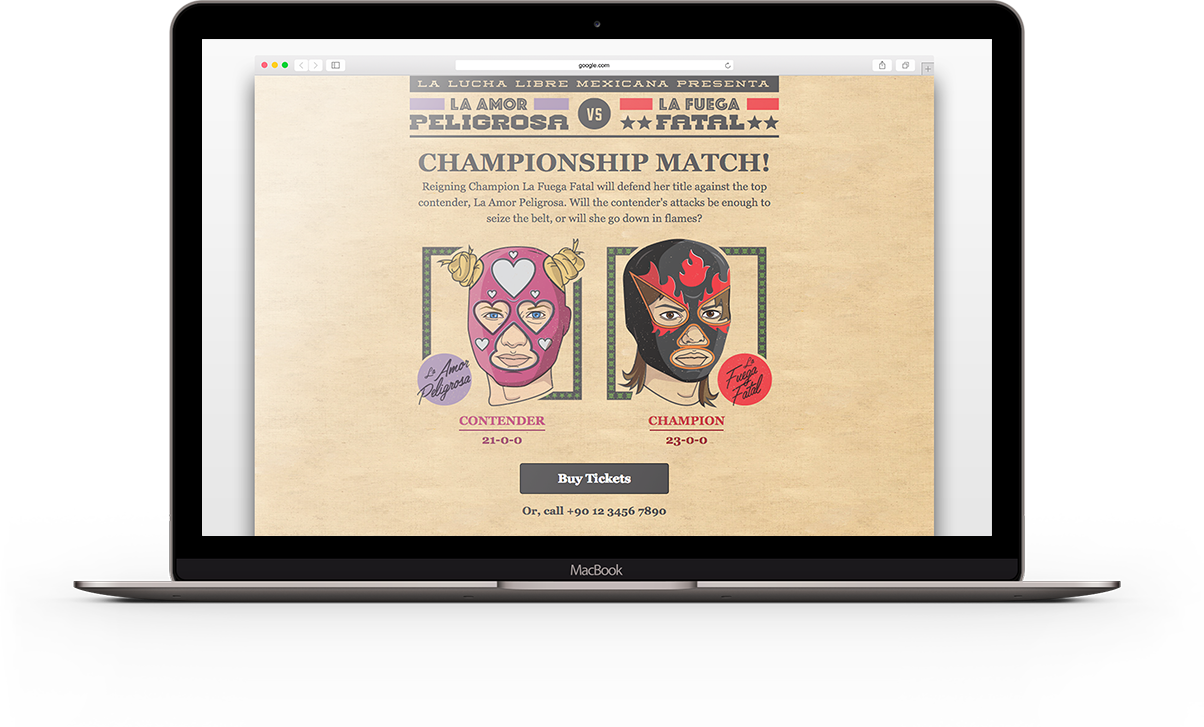 google.com
LA LUCHA LIBRE MEXICANA PRESENTA
LA AMOR
PELIGROSA
VS
LA FUEGA
FATAL
CHAMPIONSHIP MATCH!
Reigning Champion La Fuega Fatal will defend her title against the top
contender, La Amor Peligrosa. Will the contender's attacks be enough to
seize the belt, or will she go down in flames?
La Amor
Peligrosa
La
Fuega
Fatal
CONTENDER
21-0-0
CHAMPION
23-0-0
Buy Tickets
Or, call +90 12 3456 7890
MacBook